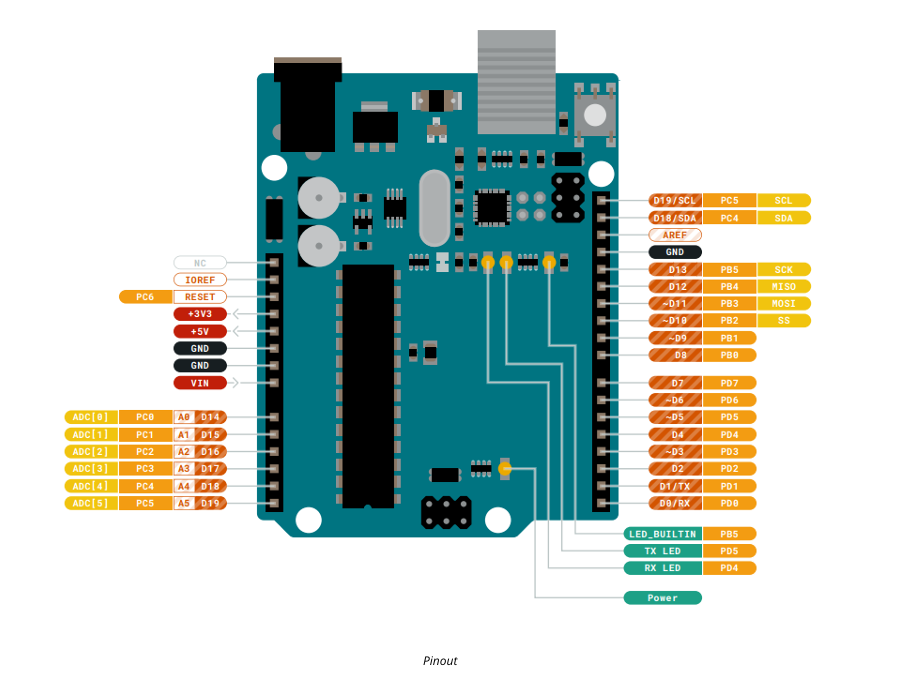 NC
IOREF
PC6 RESET
+3V3
+5V
GND
GND
VIN
ADC[0] PC0 A0 D14
ADC[1] PC1 A1 D15
ADC[2] PC2 A2 D16
ADC[3] PC3 A3 D17
ADC[4] PC4 A4 D18
ADC[5] PC5 A5 D19
D19/SCL PC5 SCL
D18/SDA PC4 SDA
AREF
GND
D13 PB5 SCK
D12 PB4 MISO
~D11 PB3 MOSI
~D10 PB2 SS
~D9 PB1
D8 PB0
D7 PD7
~D6 PD6
~D5 PD5
D4 PD4
~D3 PD3
D2 PD2
D1/TX PD1
D0/RX PD0
LED_BUILTIN PB5
TX LED PD5
RX LED PD4
Power
Pinout